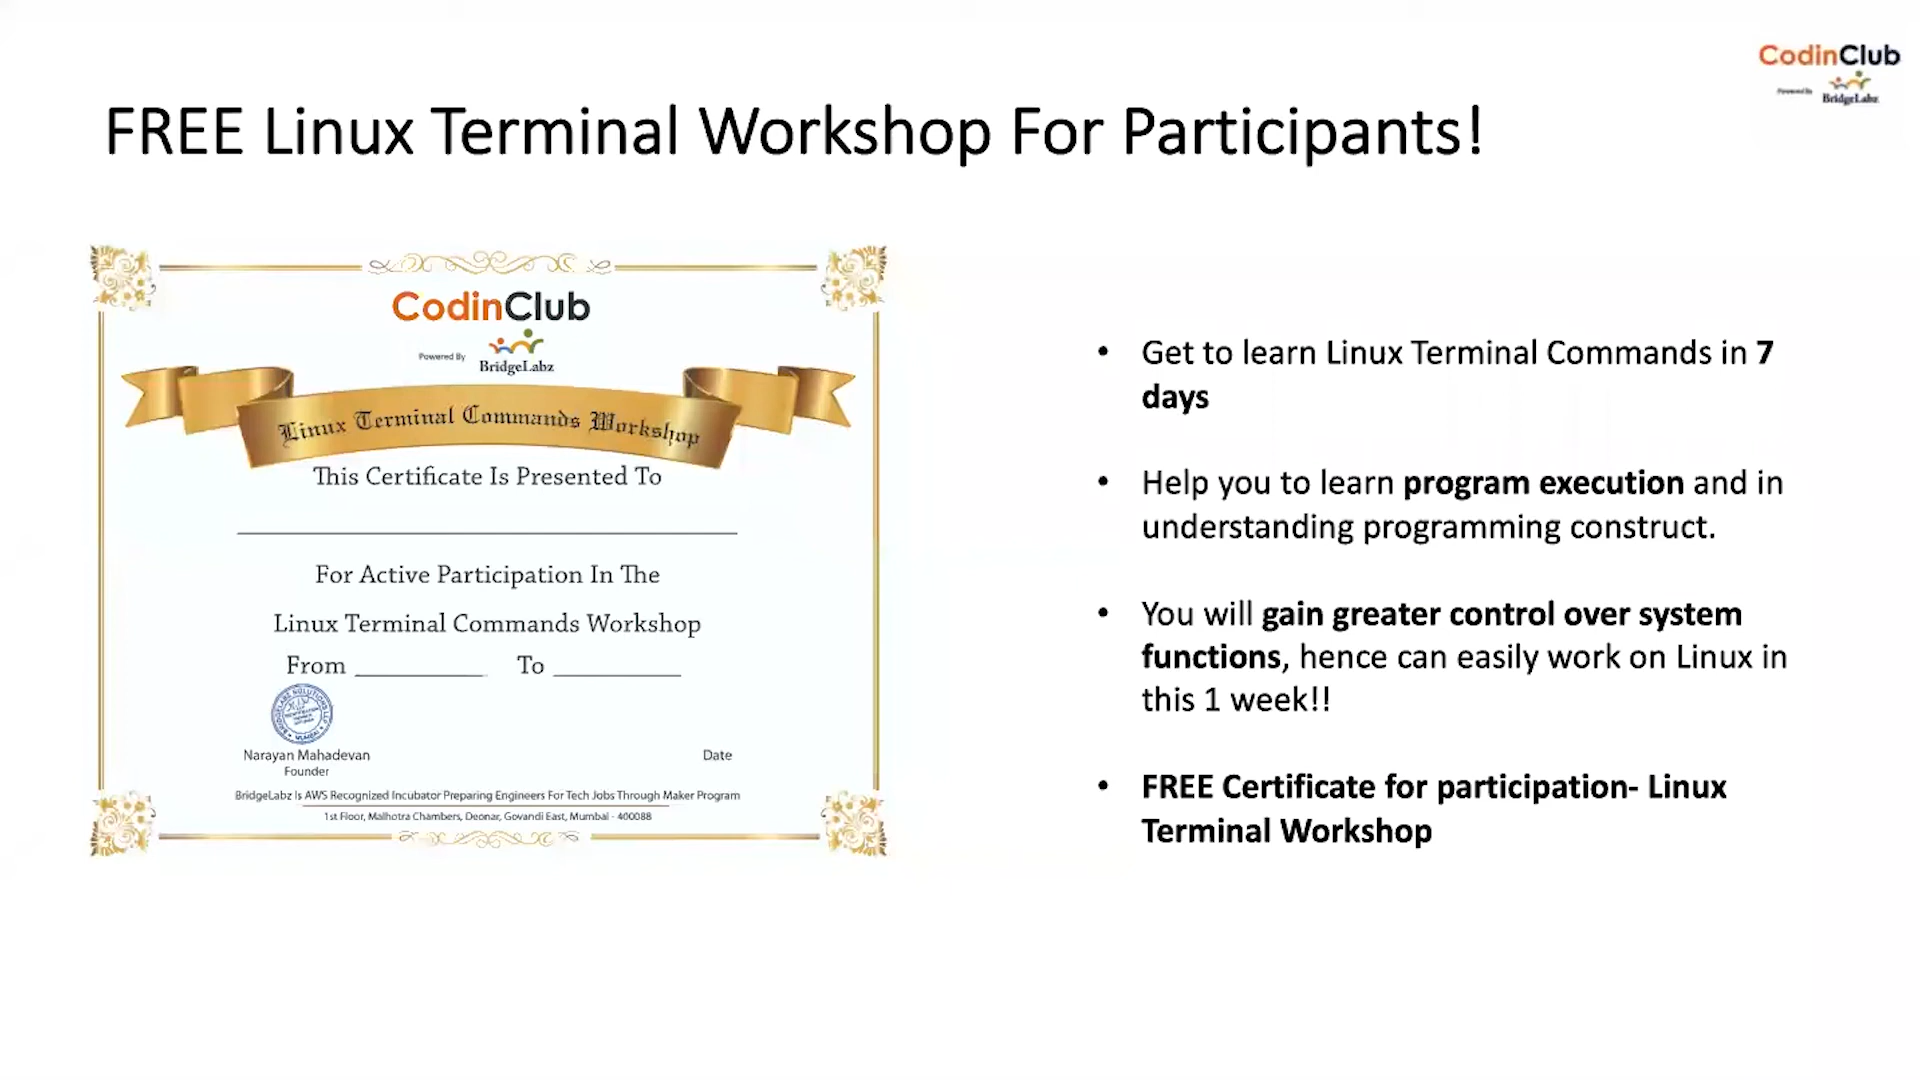 CodinClub
Powered By
BridgeLabz
FREE Linux Terminal Workshop For Participants!
CodinClub
Powered By
BridgeLabz
Linux Terminal Commands Workshop
This Certificate Is Presented To
For Active Participation In The
Linux Terminal Commands Workshop
From To
Narayan Mahadevan
Founder
Date
BridgeLabz Is AWS Recognized Incubator Preparing Engineers For Tech Jobs Through Maker Program
1st Floor, Malhotra Chambers, Deonar, Govandi East, Mumbai - 400088
• Get to learn Linux Terminal Commands in 7
days
• Help you to learn program execution and in
understanding programming construct.
• You will gain greater control over system
functions, hence can easily work on Linux in
this 1 week!!
• FREE Certificate for participation- Linux
Terminal Workshop